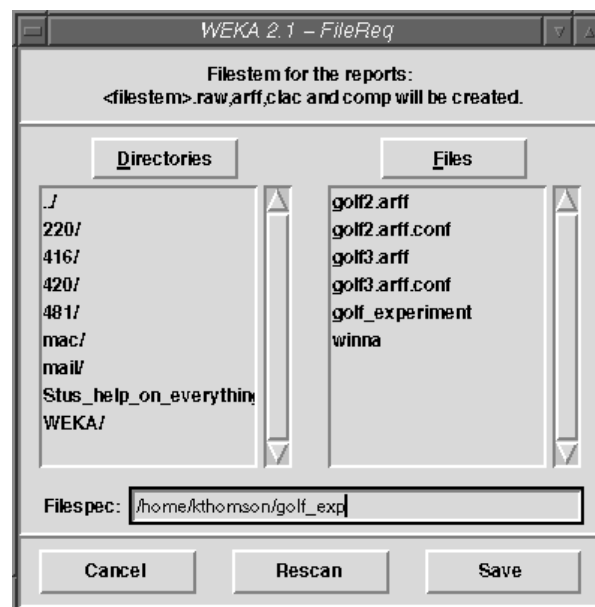 WEKA 2.1 – FileReq
Filestem for the reports:
<filestem>.raw,arff,clac and comp will be created.
Directories
Files
../
220/
416/
420/
481/
mac/
mail/
Stus_help_on_everything
WEKA/
golf2.arff
golf2.arff.conf
golf3.arff
golf3.arff.conf
golf_experiment
winna
Filespec: /home/kthomson/golf_exp
Cancel
Rescan
Save